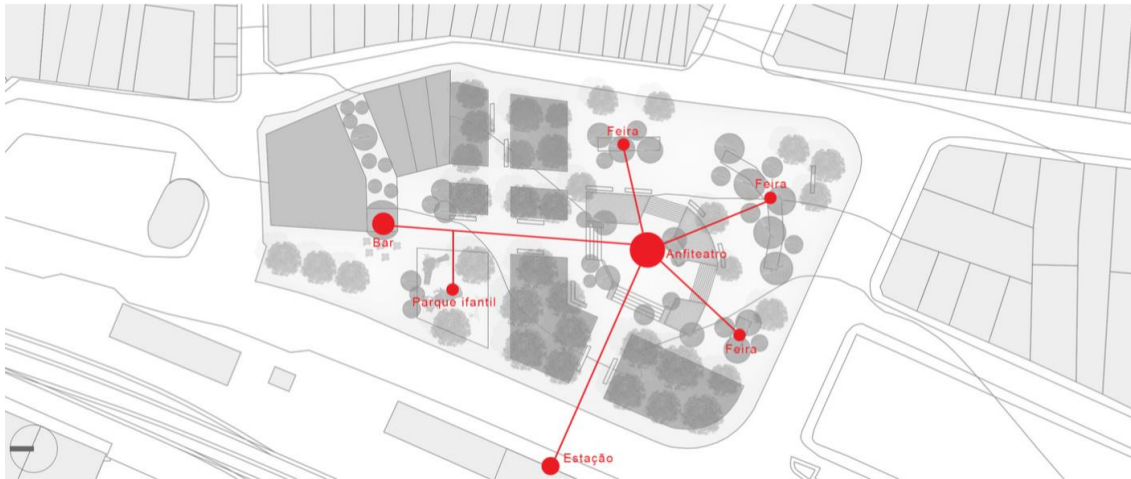 Feira
Feira
Bar
Anfiteatro
Parque ifantil
Feira
Estação